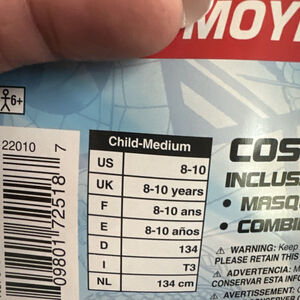 MOY
6+
22010 7
09801 72518
Child-Medium
US 8-10
UK 8-10 years
F 8-10 ans
E 8-10 años
D 134
I T3
NL 134 cm
COS
INCLUS
• MASQ
• COMBI
⚠ WARNING: Keep
PLEASE RETAIN THIS
⚠ ADVERTENCIA: M
CONSERVAR ESTA INFO
⚠ AVERTISSEMENT: